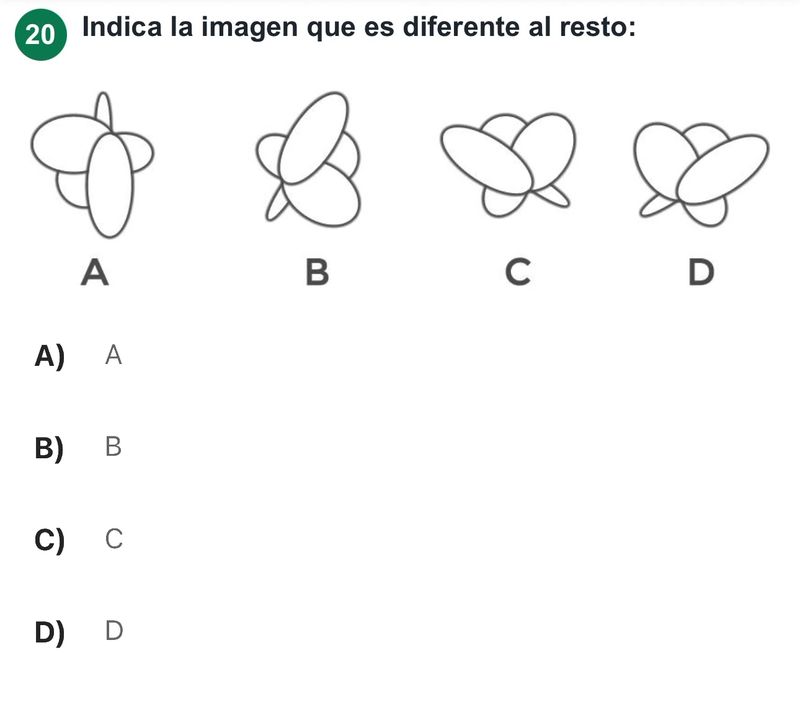 20 Indica la imagen que es diferente al resto:
A B C D
A) A
B) B
C) C
D) D